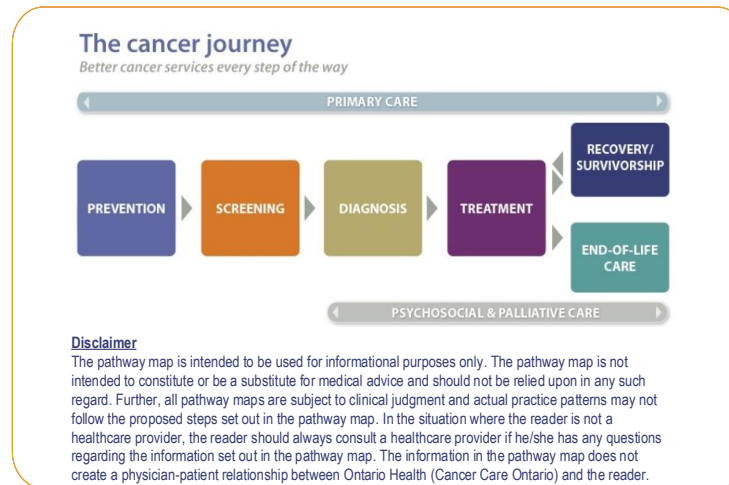 The cancer journey
Better cancer services every step of the way
PRIMARY CARE
PREVENTION
SCREENING
DIAGNOSIS
TREATMENT
RECOVERY/
SURVIVORSHIP
END-OF-LIFE
CARE
PSYCHOSOCIAL & PALLIATIVE CARE
Disclaimer
The pathway map is intended to be used for informational purposes only. The pathway map is not
intended to constitute or be a substitute for medical advice and should not be relied upon in any such
regard. Further, all pathway maps are subject to clinical judgment and actual practice patterns may not
follow the proposed steps set out in the pathway map. In the situation where the reader is not a
healthcare provider, the reader should always consult a healthcare provider if he/she has any questions
regarding the information set out in the pathway map. The information in the pathway map does not
create a physician-patient relationship between Ontario Health (Cancer Care Ontario) and the reader.